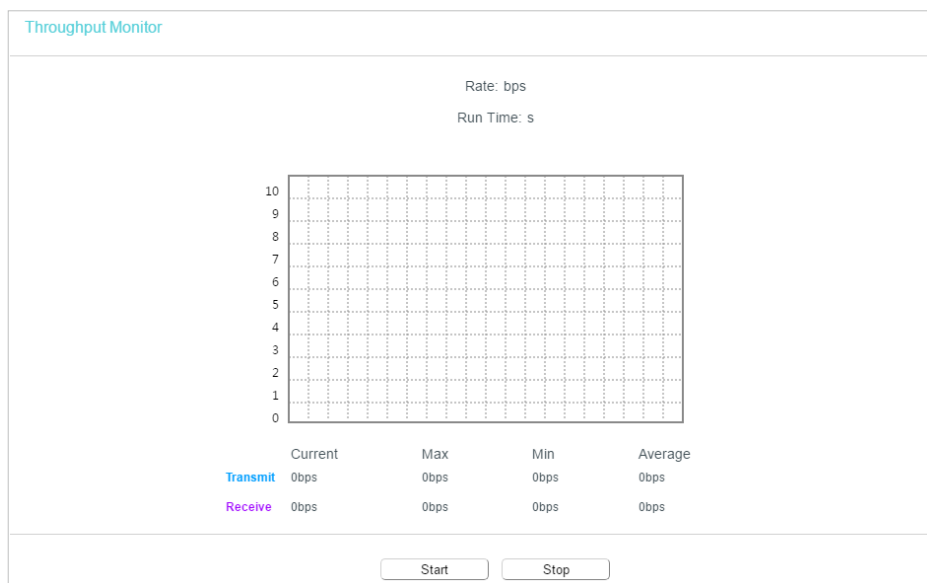 Throughput Monitor
Rate: bps
Run Time: s
10
9
8
7
6
5
4
3
2
1
0
Current Max Min Average
Transmit 0bps 0bps 0bps 0bps
Receive 0bps 0bps 0bps 0bps
Start Stop